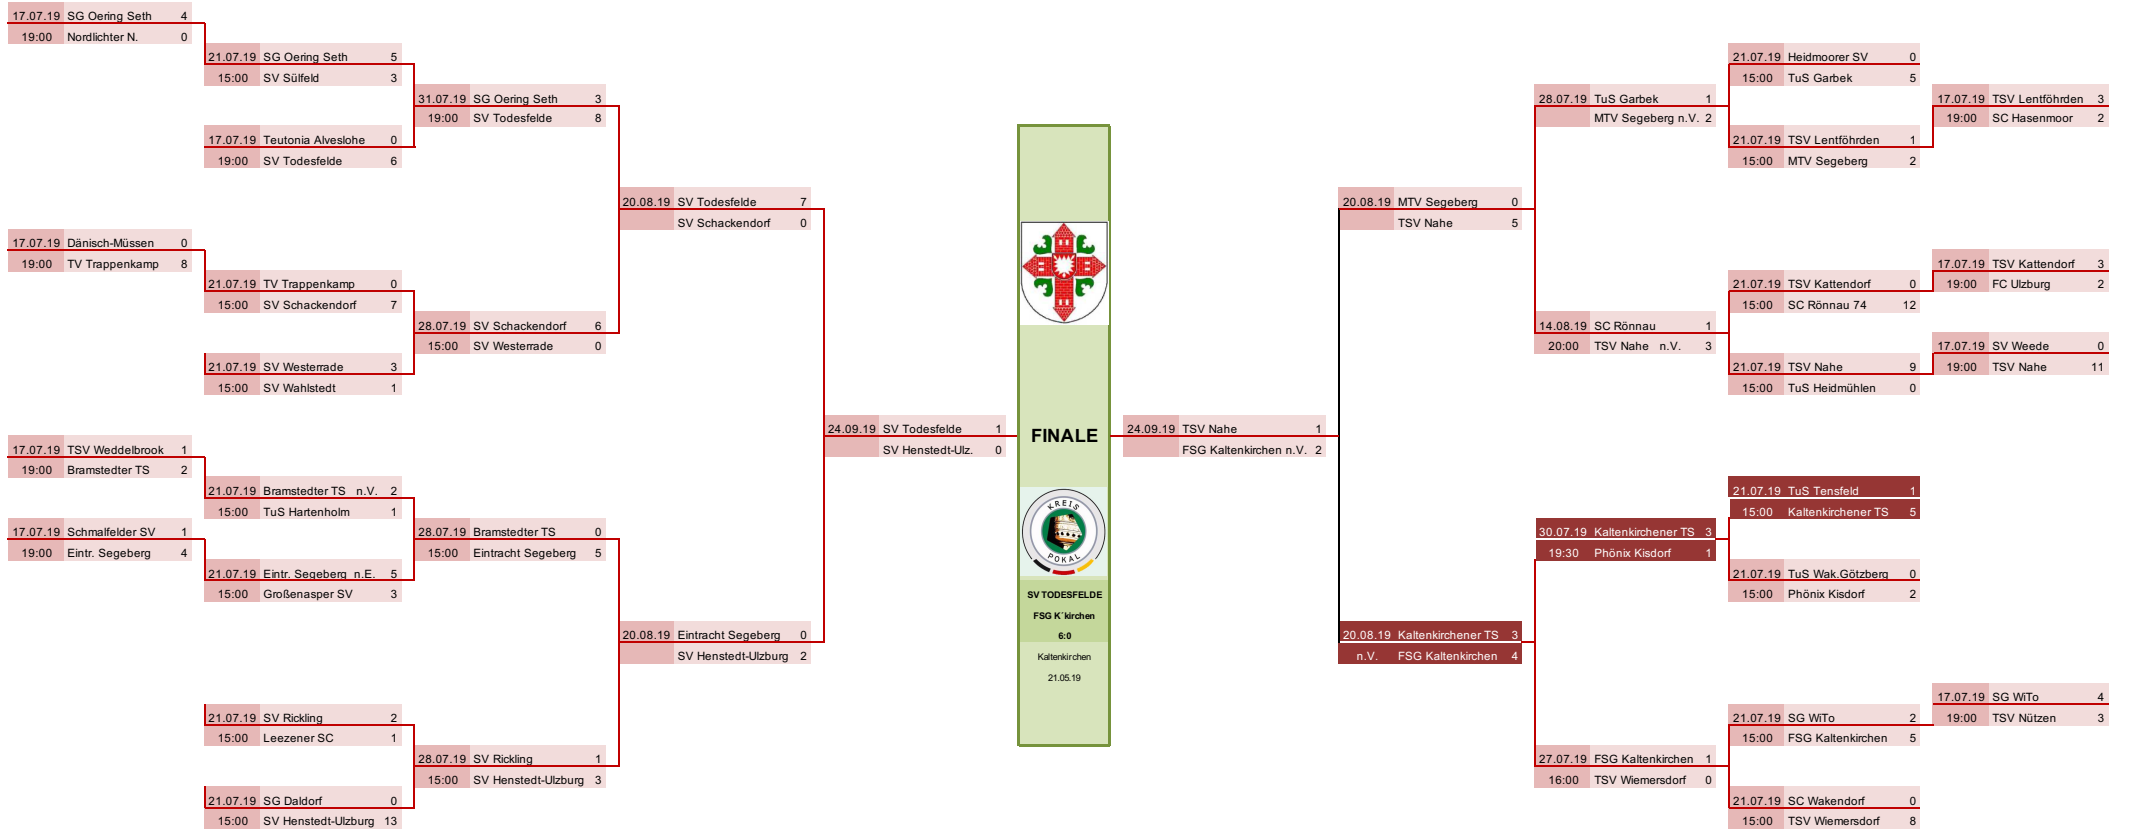 17.07.19 SG Oering Seth 4
19:00 Nordlichter N. 0
21.07.19 SG Oering Seth 5
15:00 SV Sülfeld 3
17.07.19 Teutonia Alveslohe 0
19:00 SV Todesfelde 6
31.07.19 SG Oering Seth 3
19:00 SV Todesfelde 8
17.07.19 Dänisch-Müssen 0
19:00 TV Trappenkamp 8
21.07.19 TV Trappenkamp 0
15:00 SV Schackendorf 7
21.07.19 SV Westerrade 3
15:00 SV Wahlstedt 1
28.07.19 SV Schackendorf 6
15:00 SV Westerrade 0
20.08.19 SV Todesfelde 7
SV Schackendorf 0
17.07.19 TSV Weddelbrook 1
19:00 Bramstedter TS 2
17.07.19 Schmalfelder SV 1
19:00 Eintr. Segeberg 4
21.07.19 Bramstedter TS n.V. 2
15:00 TuS Hartenholm 1
21.07.19 Eintr. Segeberg n.E. 5
15:00 Großenasper SV 3
28.07.19 Bramstedter TS 0
15:00 Eintracht Segeberg 5
21.07.19 SV Rickling 2
15:00 Leezener SC 1
21.07.19 SG Daldorf 0
15:00 SV Henstedt-Ulzburg 13
28.07.19 SV Rickling 1
15:00 SV Henstedt-Ulzburg 3
20.08.19 Eintracht Segeberg 0
SV Henstedt-Ulzburg 2
24.09.19 SV Todesfelde 1
SV Henstedt-Ulz. 0
FINALE
KREIS
POKAL
SV TODESFELDE
FSG K´kirchen
6:0
Kaltenkirchen
21.05.19
24.09.19 TSV Nahe 1
FSG Kaltenkirchen n.V. 2
20.08.19 MTV Segeberg 0
TSV Nahe 5
28.07.19 TuS Garbek 1
MTV Segeberg n.V. 2
21.07.19 Heidmoorer SV 0
15:00 TuS Garbek 5
21.07.19 TSV Lentföhrden 1
15:00 MTV Segeberg 2
17.07.19 TSV Lentföhrden 3
19:00 SC Hasenmoor 2
14.08.19 SC Rönnau 1
20:00 TSV Nahe n.V. 3
21.07.19 TSV Kattendorf 0
15:00 SC Rönnau 74 12
21.07.19 TSV Nahe 9
15:00 TuS Heidmühlen 0
17.07.19 TSV Kattendorf 3
19:00 FC Ulzburg 2
17.07.19 SV Weede 0
19:00 TSV Nahe 11
20.08.19 Kaltenkirchener TS 3
n.V. FSG Kaltenkirchen 4
30.07.19 Kaltenkirchener TS 3
19:30 Phönix Kisdorf 1
21.07.19 TuS Tensfeld 1
15:00 Kaltenkirchener TS 5
21.07.19 TuS Wak.Götzberg 0
15:00 Phönix Kisdorf 2
27.07.19 FSG Kaltenkirchen 1
16:00 TSV Wiemersdorf 0
21.07.19 SG WiTo 2
15:00 FSG Kaltenkirchen 5
21.07.19 SC Wakendorf 0
15:00 TSV Wiemersdorf 8
17.07.19 SG WiTo 4
19:00 TSV Nützen 3